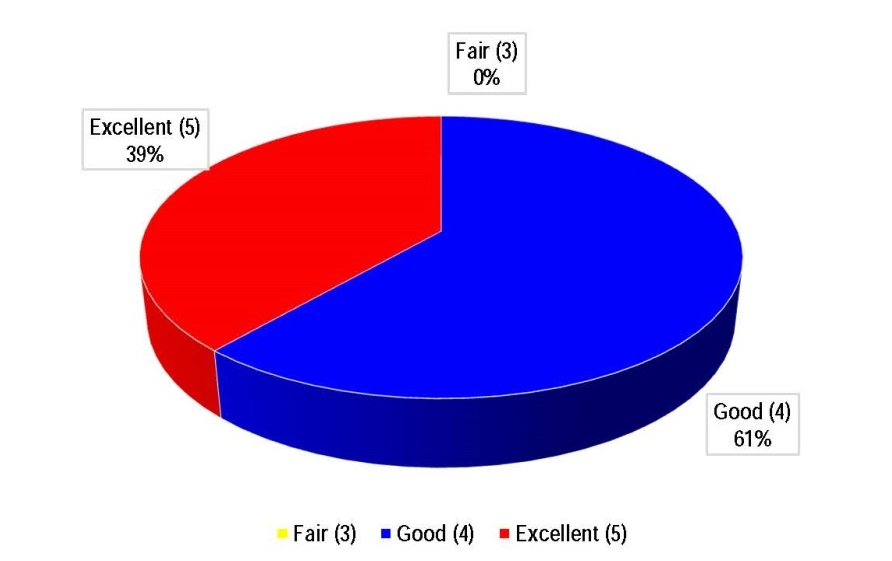 Fair (3)
0%
Excellent (5)
39%
Good (4)
61%
Fair (3) Good (4) Excellent (5)